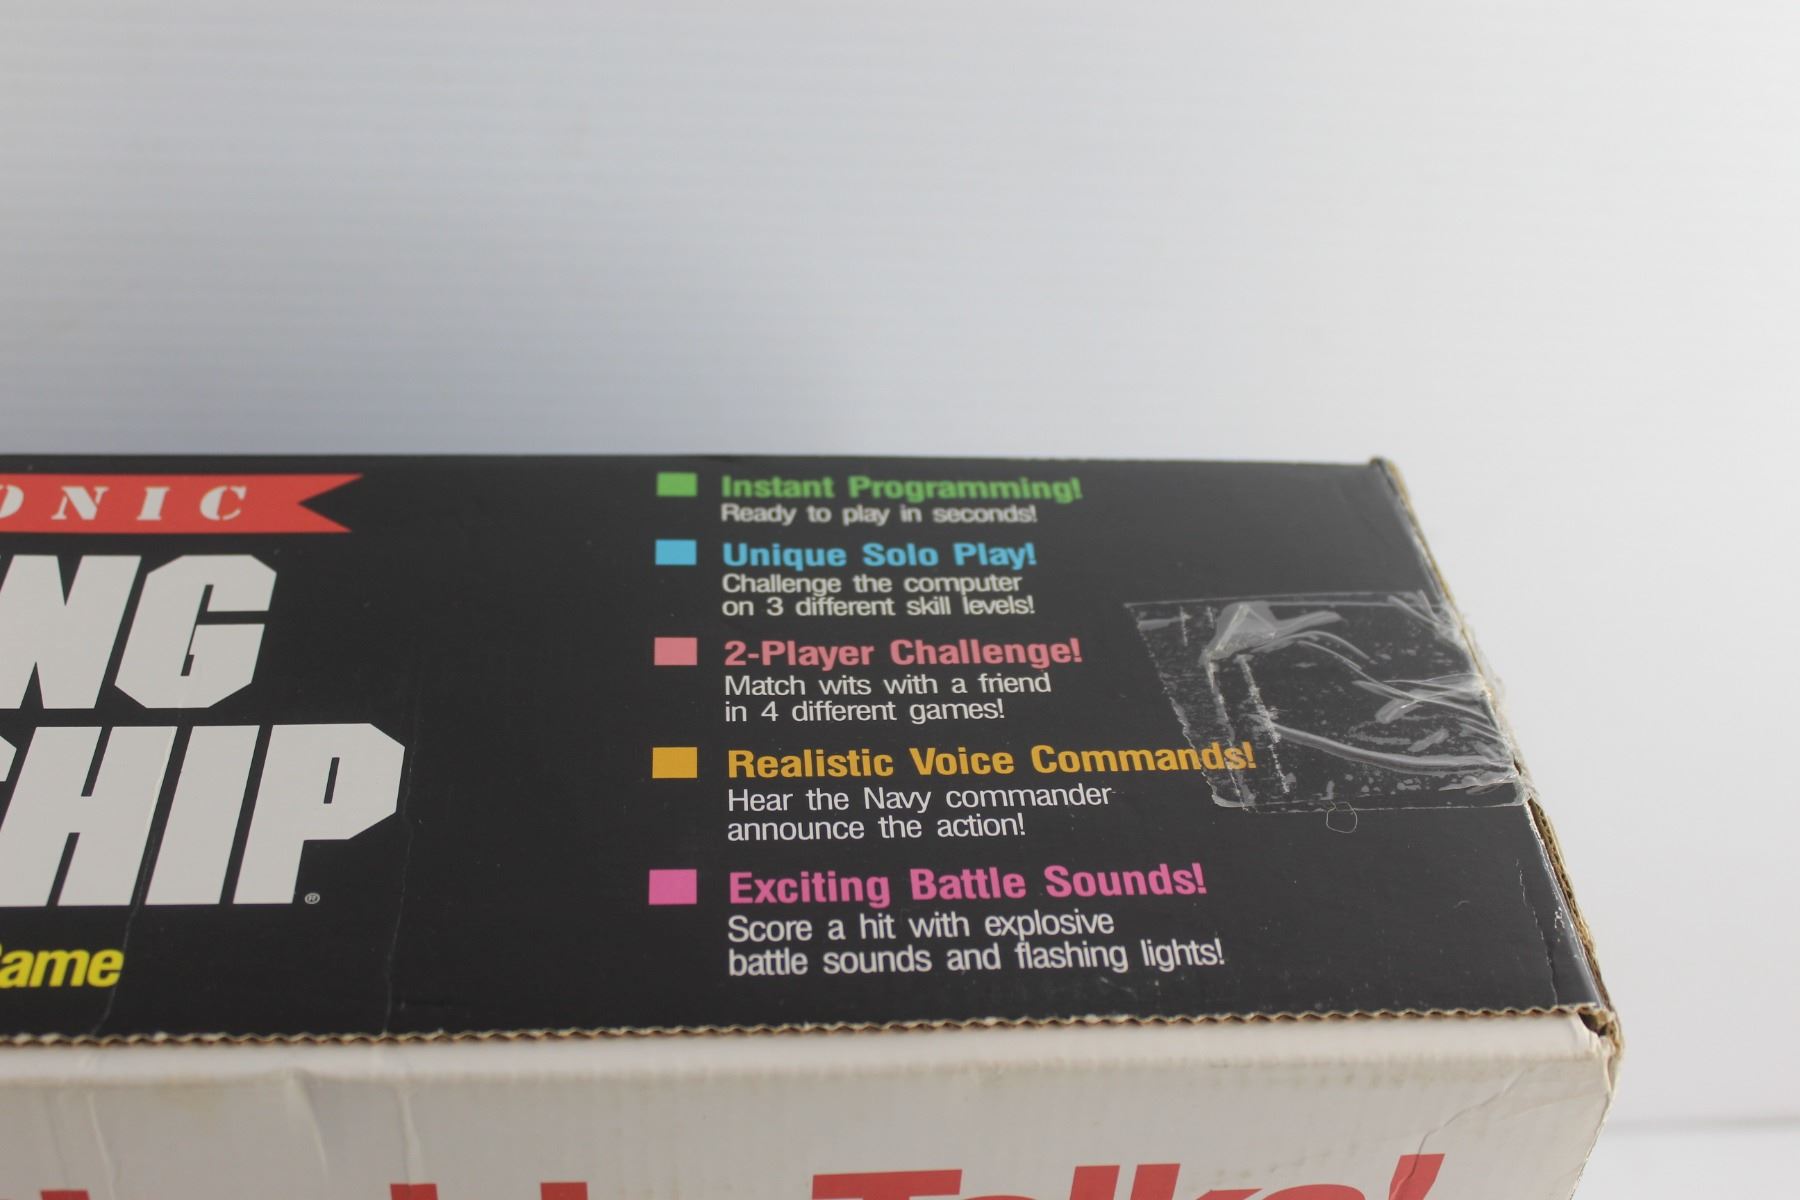 ONIC
NG
HIP®
ame
Instant Programming!
Ready to play in seconds!
Unique Solo Play!
Challenge the computer
on 3 different skill levels!
2-Player Challenge!
Match wits with a friend
in 4 different games!
Realistic Voice Commands!
Hear the Navy commander
announce the action!
Exciting Battle Sounds!
Score a hit with explosive
battle sounds and flashing lights!
Talks!